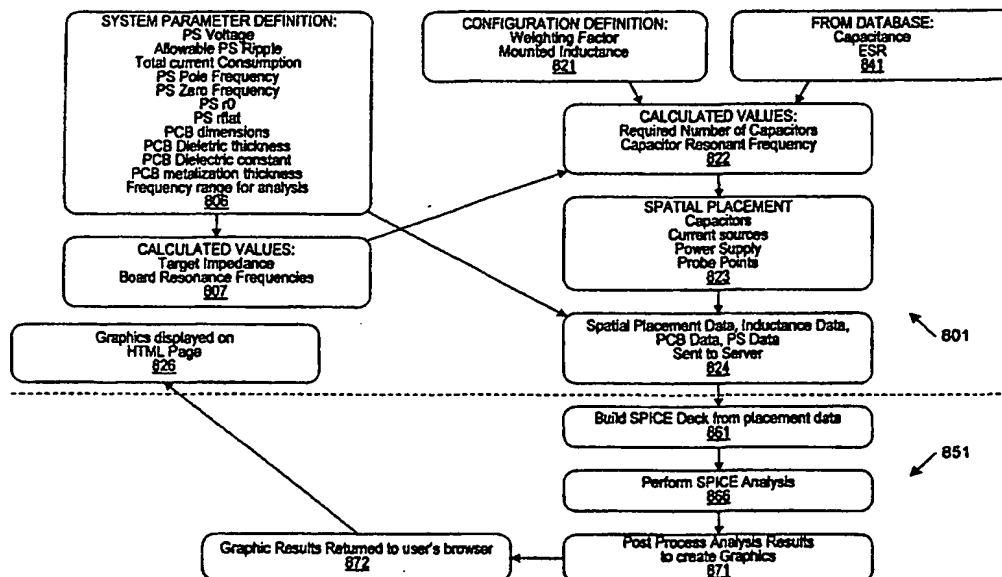 SYSTEM PARAMETER DEFINITION:
PS Voltage
Allowable PS Ripple
Total current Consumption
PS Pole Frequency
PS Zero Frequency
PS r0
PS rflat
PCB dimensions
PCB Dieletric thickness
PCB Dielectric constant
PCB metalization thickness
Frequency range for analysis
806
CONFIGURATION DEFINITION:
Weighting Factor
Mounted Inductance
821
FROM DATABASE:
Capacitance
ESR
841
CALCULATED VALUES:
Required Number of Capacitors
Capacitor Resonant Frequency
822
CALCULATED VALUES:
Target Impedance
Board Resonance Frequencies
807
SPATIAL PLACEMENT
Capacitors
Current sources
Power Supply
Probe Points
823
Graphics displayed on
HTML Page
826
Spatial Placement Data, Inductance Data,
PCB Data, PS Data
Sent to Server
824
801
Build SPICE Deck from placement data
861
851
Perform SPICE Analysis
866
Post Process Analysis Results
to create Graphics
871
Graphic Results Returned to user's browser
872